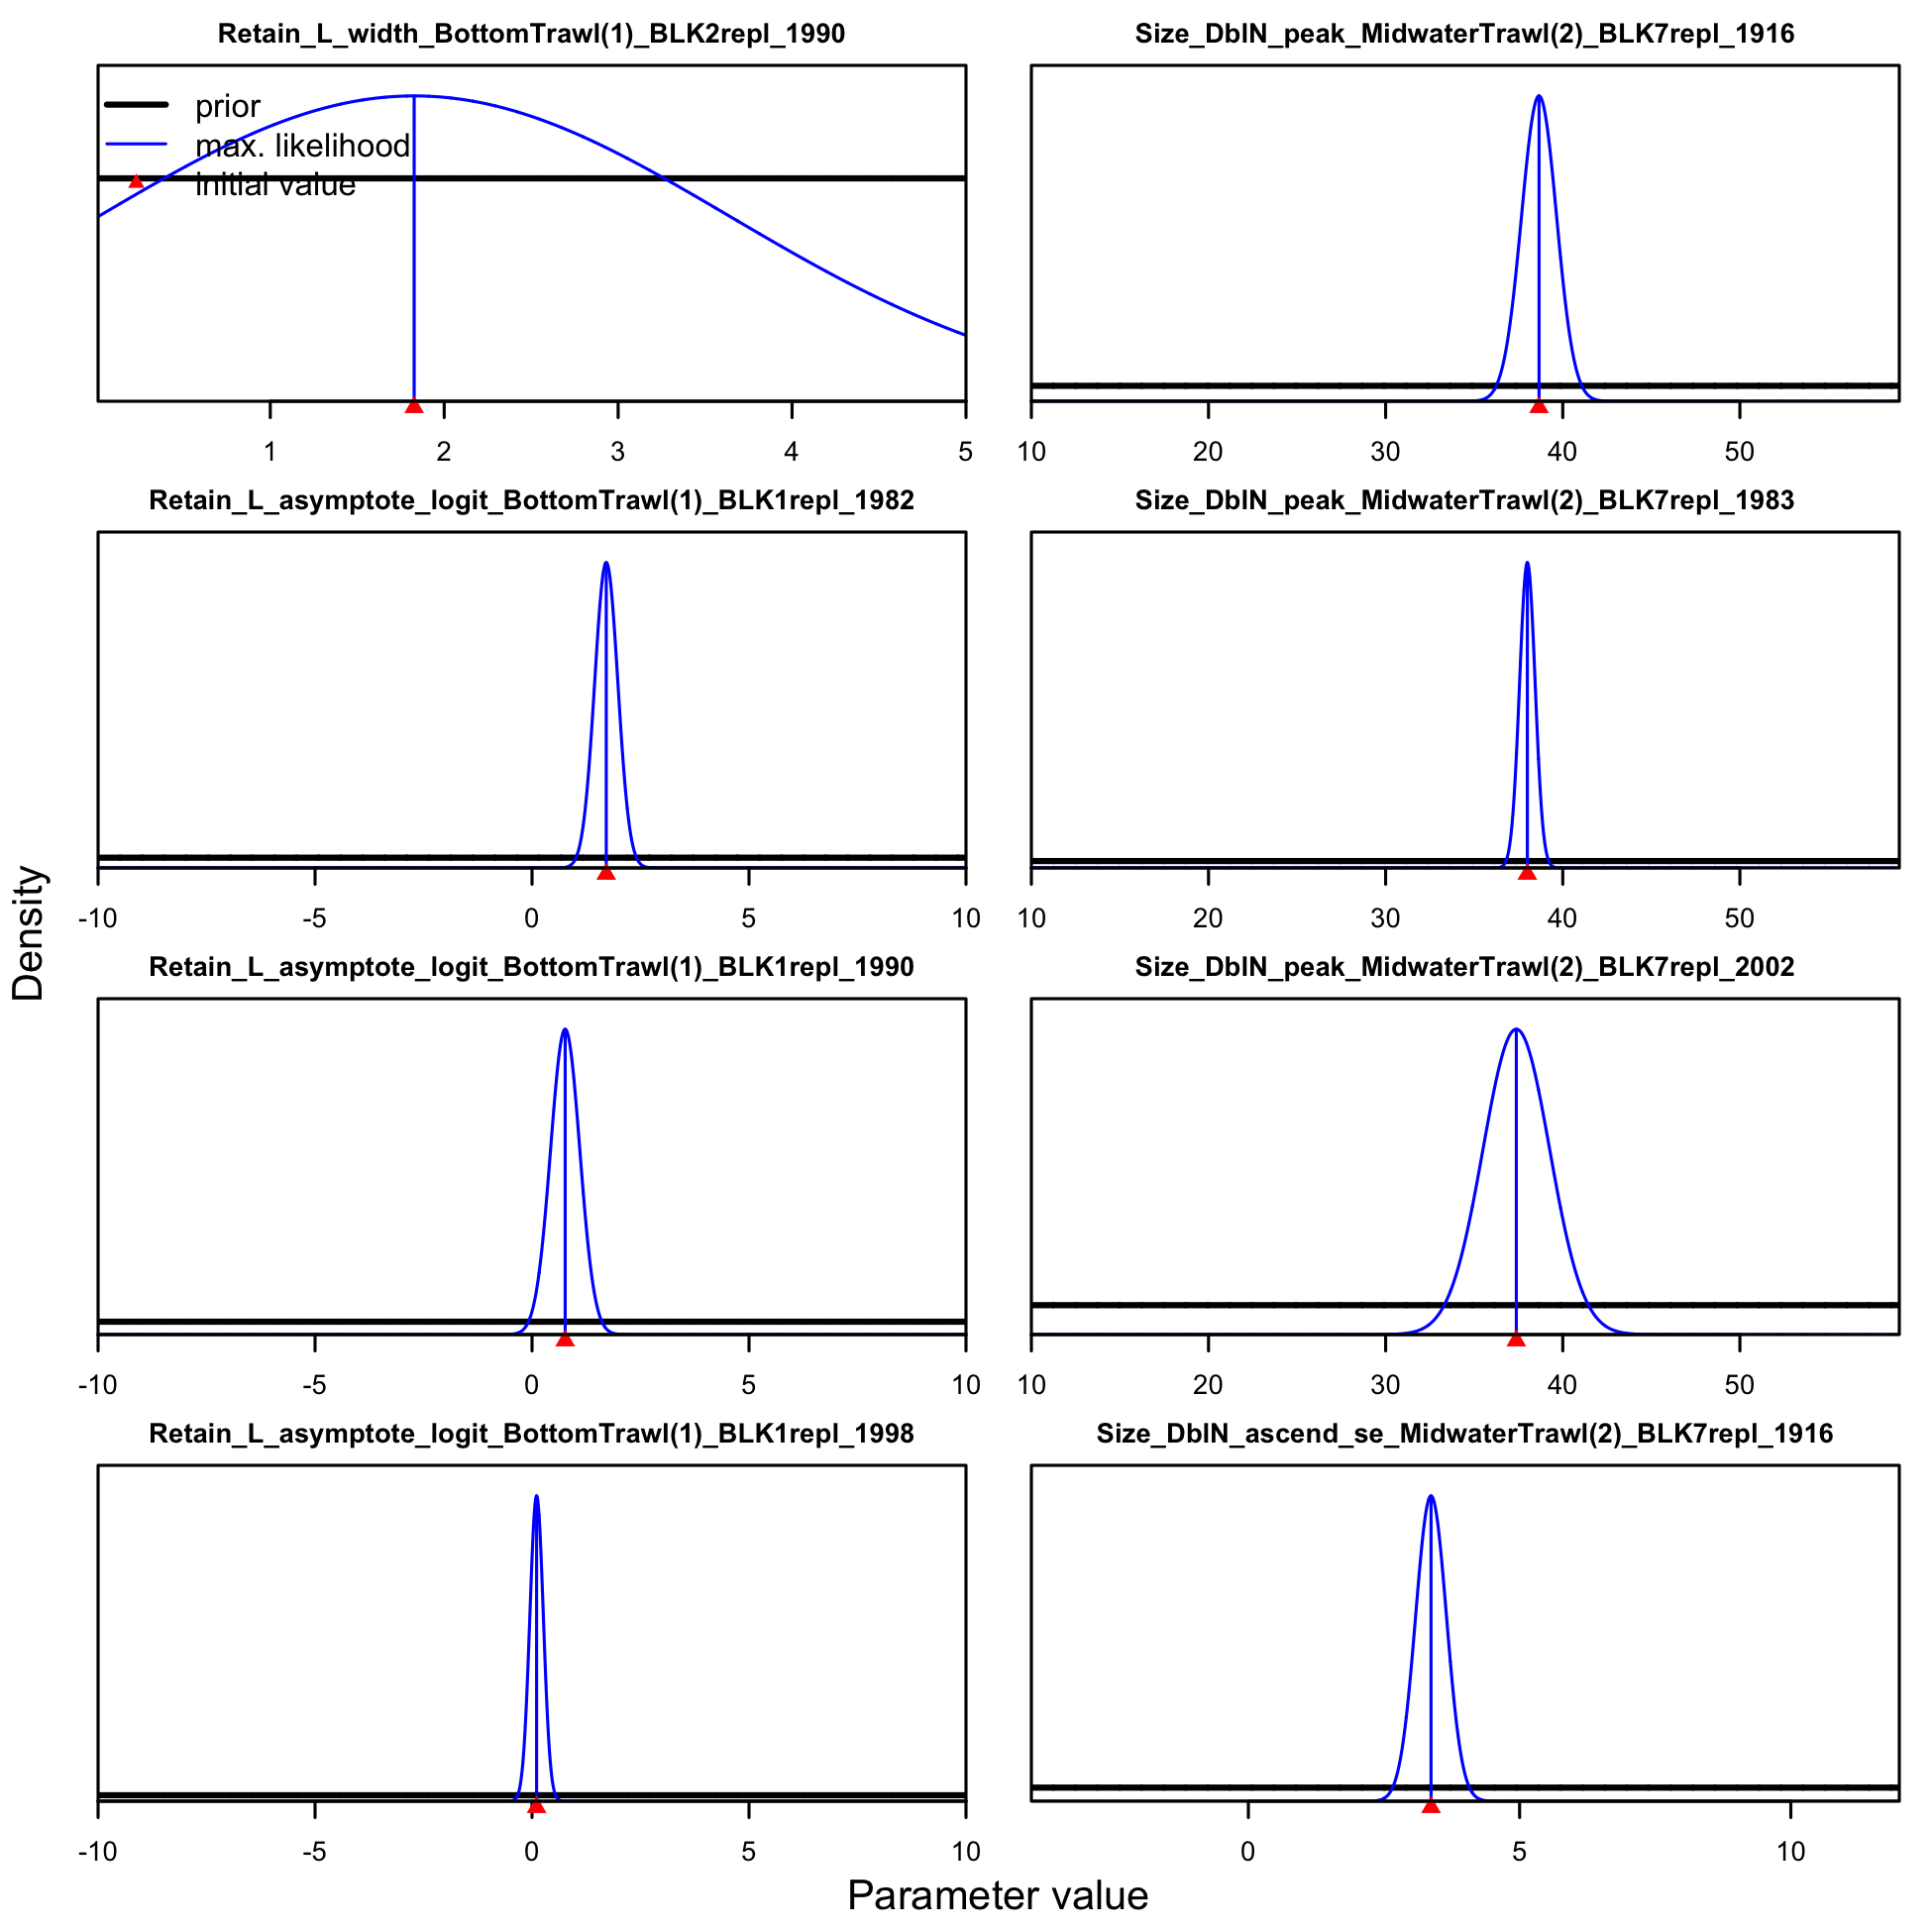 Retain_L_width_BottomTrawl(1)_BLK2repl_1990
prior
max. likelihood
initial value
1 2 3 4 5
Size_DblN_peak_MidwaterTrawl(2)_BLK7repl_1916
10 20 30 40 50
Retain_L_asymptote_logit_BottomTrawl(1)_BLK1repl_1982
-10 -5 0 5 10
Size_DblN_peak_MidwaterTrawl(2)_BLK7repl_1983
10 20 30 40 50
Retain_L_asymptote_logit_BottomTrawl(1)_BLK1repl_1990
-10 -5 0 5 10
Size_DblN_peak_MidwaterTrawl(2)_BLK7repl_2002
10 20 30 40 50
Retain_L_asymptote_logit_BottomTrawl(1)_BLK1repl_1998
-10 -5 0 5 10
Size_DblN_ascend_se_MidwaterTrawl(2)_BLK7repl_1916
0 5 10
Density
Parameter value